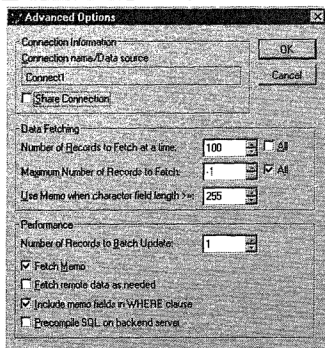 Advanced Options
Connection Information
Connection name/Data source
Connect1
Share Connection
OK
Cancel
Data Fetching
Number of Records to Fetch at a time: 100 All
Maximum Number of Records to Fetch: -1 All
Use Memo when character field length >=: 255
Performance
Number of Records to Batch Update: 1
Fetch Memo
Fetch remote data as needed
Include memo fields in WHERE clause
Precompile SQL on backend server